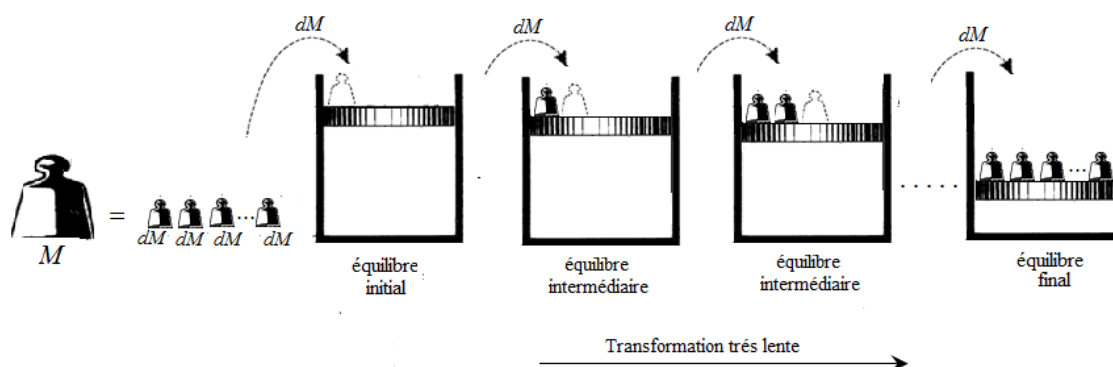 dM
dM
dM
dM
M
=
dM dM dM ... dM
équilibre
initial
équilibre
intermédiaire
équilibre
intermédiaire
.....
équilibre
final
Transformation trés lente